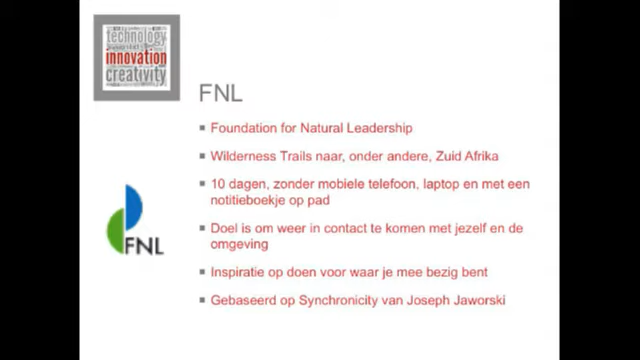 technology
innovation
creativity
FNL
Foundation for Natural Leadership
Wilderness Trails naar, onder andere, Zuid Afrika
10 dagen, zonder mobiele telefoon, laptop en met een
notitieboekje op pad
Doel is om weer in contact te komen met jezelf en de
omgeving
Inspiratie op doen voor waar je mee bezig bent
Gebaseerd op Synchronicity van Joseph Jaworski
FNL